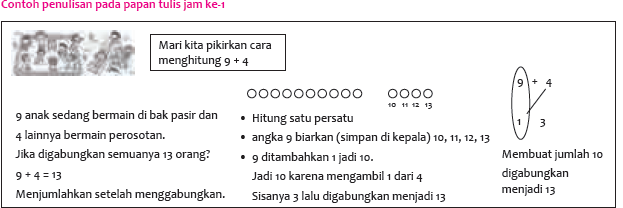 Contoh penulisan pada papan tulis jam ke-1
Mari kita pikirkan cara
menghitung 9 + 4
10 11 12 13
9 anak sedang bermain di bak pasir dan
4 lainnya bermain perosotan.
Jika digabungkan semuanya 13 orang?
9 + 4 = 13
Menjumlahkan setelah menggabungkan.
• Hitung satu persatu
• angka 9 biarkan (simpan di kepala) 10, 11, 12, 13
• 9 ditambahkan 1 jadi 10.
Jadi 10 karena mengambil 1 dari 4
Sisanya 3 lalu digabungkan menjadi 13
9 + 4
1 3
Membuat jumlah 10
digabungkan
menjadi 13